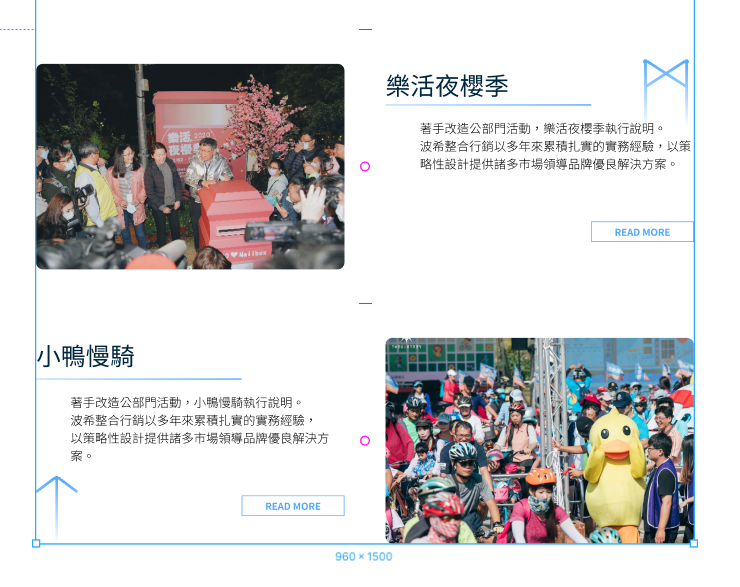 樂活 2020
夜櫻季
樂活夜櫻季
著手改造公部門活動，樂活夜櫻季執行說明。
波希整合行銷以多年來累積扎實的實務經驗，以策
略性設計提供諸多市場領導品牌優良解決方案。
READ MORE
小鴨慢騎
著手改造公部門活動，小鴨慢騎執行說明。
波希整合行銷以多年來累積扎實的實務經驗，
以策略性設計提供諸多市場領導品牌優良解決方
案。
READ MORE
960 × 1500